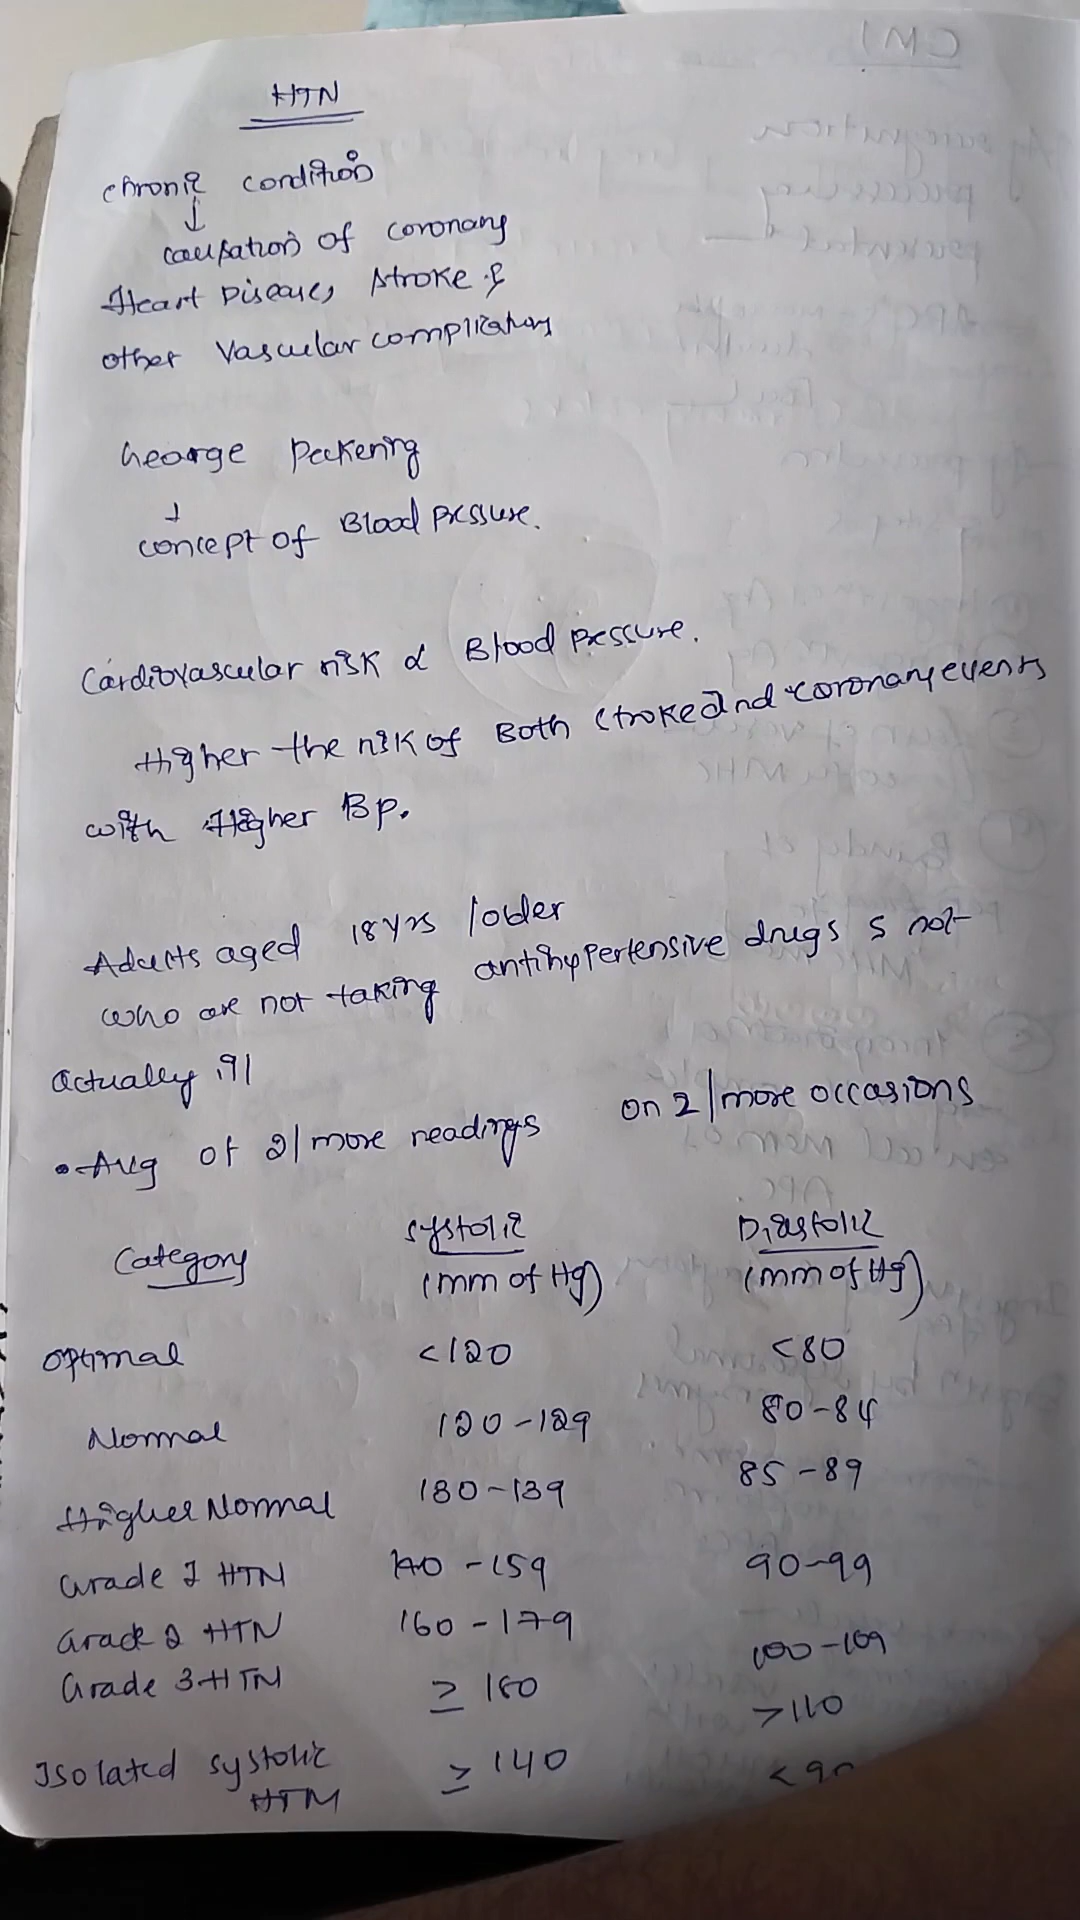 HTN
chronic condition
↓
causation of coronary
Heart Disease, stroke &
other Vascular complications
George Peckering
↓
concept of Blood pressure.
Cardiovascular risk α Blood pressure.
Higher the risk of Both stroke and coronary events
with Higher Bp.
Adults aged 18yrs /older
who are not taking antihypertensive drugs s not
actually ill
• Avg of 2/more readings on 2/more occasions
Category Systolic Diastolic
(mm of Hg) (mm of Hg)
Optimal <120 <80
Normal 120-129 80-84
Higher Normal 130-139 85-89
Grade 1 HTN 140-159 90-99
Grade 2 HTN 160-179 100-109
Grade 3 HTN ≥ 180 >110
Isolated systolic ≥ 140 <90
HTN